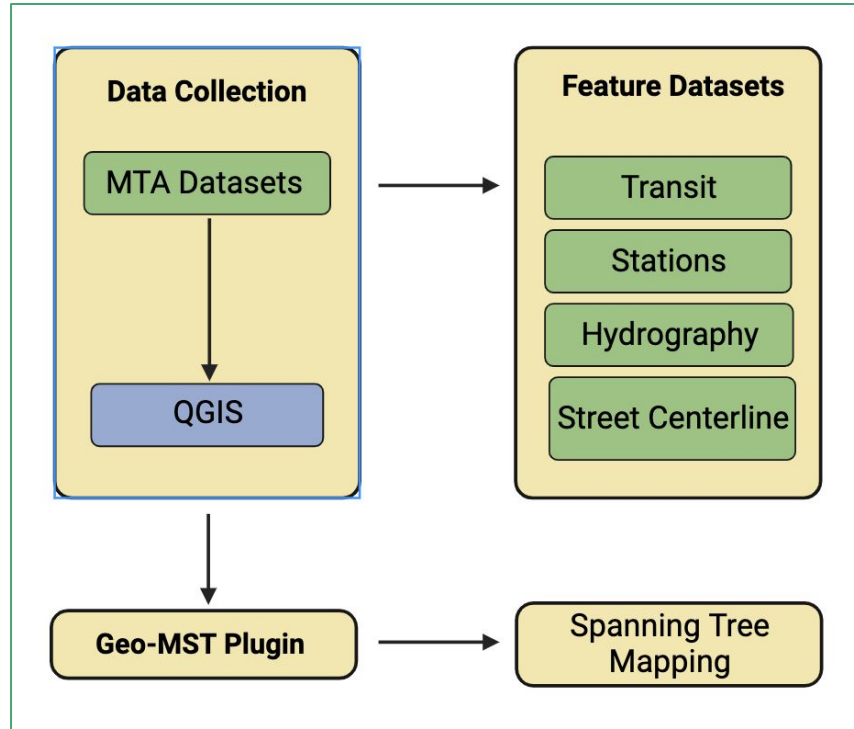 Data Collection
MTA Datasets
QGIS
Feature Datasets
Transit
Stations
Hydrography
Street Centerline
Geo-MST Plugin
Spanning Tree
Mapping